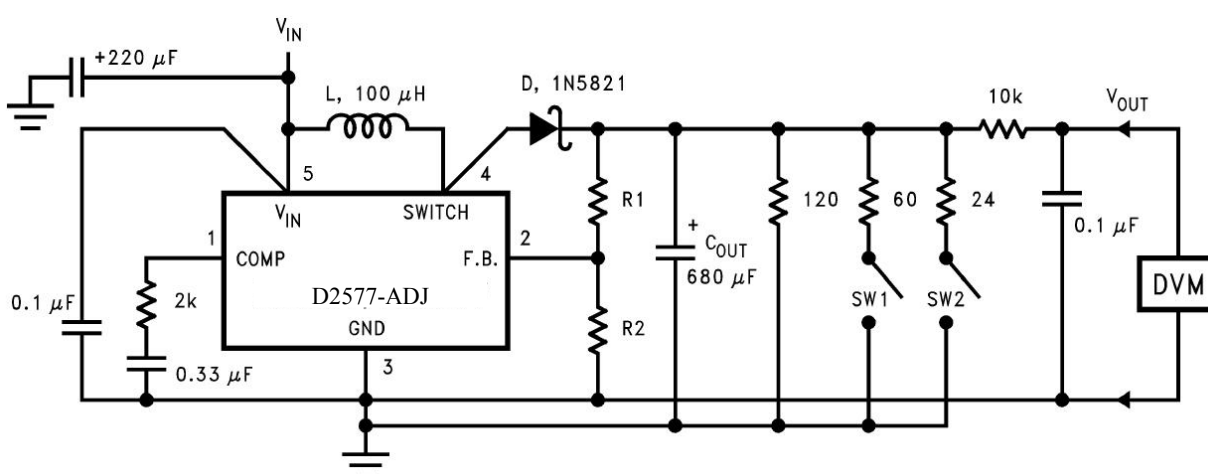 V_IN
+220 μF
L, 100 μH
D, 1N5821
10k
V_OUT
5
4
V_IN
SWITCH
R1
120
60
24
0.1 μF
1
2
COMP
F.B.
+
C_OUT
680 μF
2k
D2577-ADJ
DVM
0.1 μF
SW1
SW2
GND
R2
3
0.33 μF